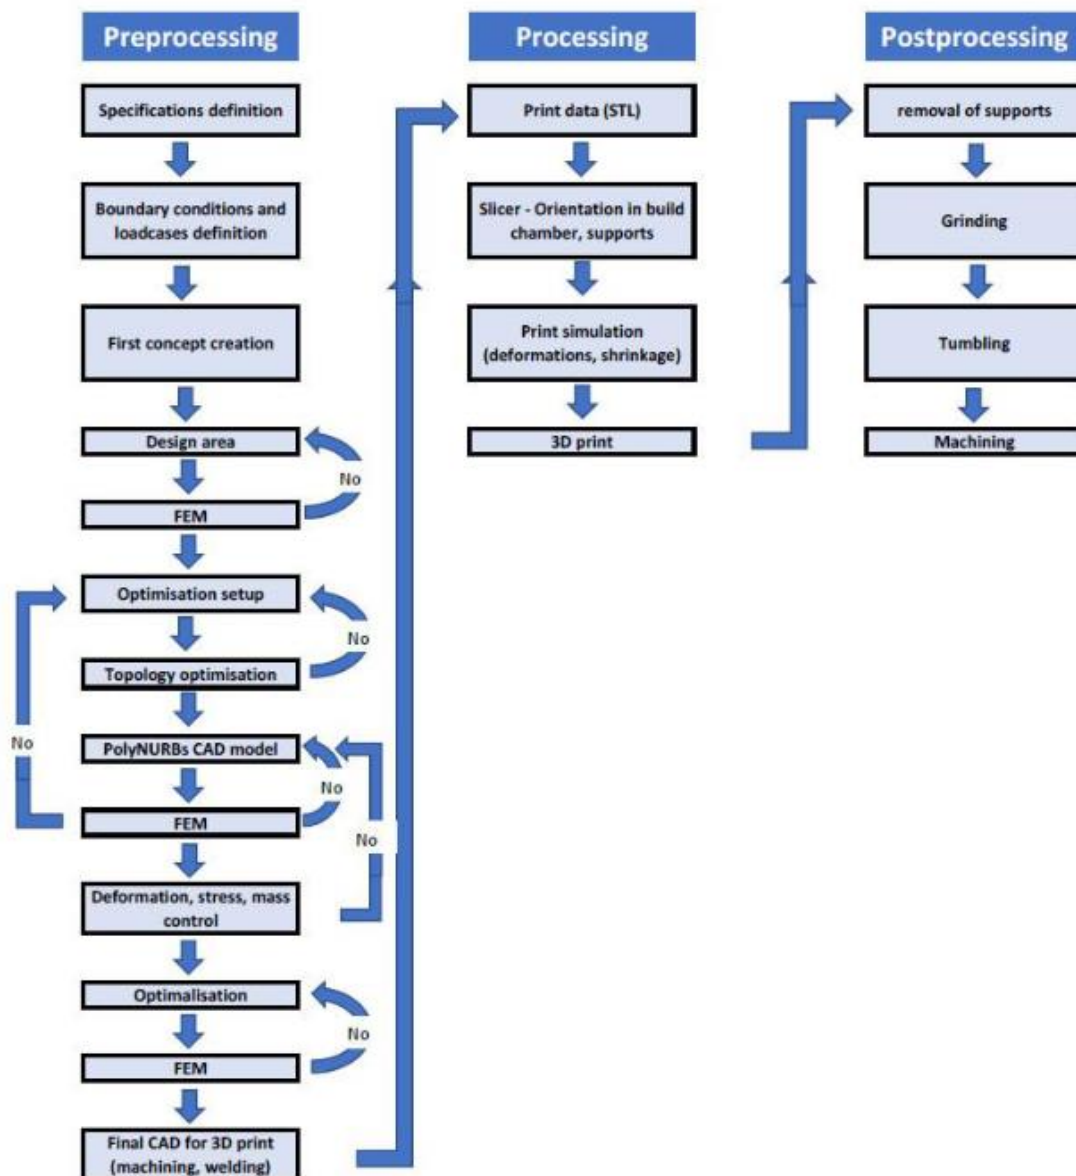 Preprocessing
Specifications definition
Boundary conditions and
loadcases definition
First concept creation
Design area
No
FEM
Optimisation setup
No
Topology optimisation
No
PolyNURBs CAD model
No
FEM
No
Deformation, stress, mass
control
Optimalisation
No
FEM
Final CAD for 3D print
(machining, welding)
Processing
Print data (STL)
Slicer - Orientation in build
chamber, supports
Print simulation
(deformations, shrinkage)
3D print
Postprocessing
removal of supports
Grinding
Tumbling
Machining